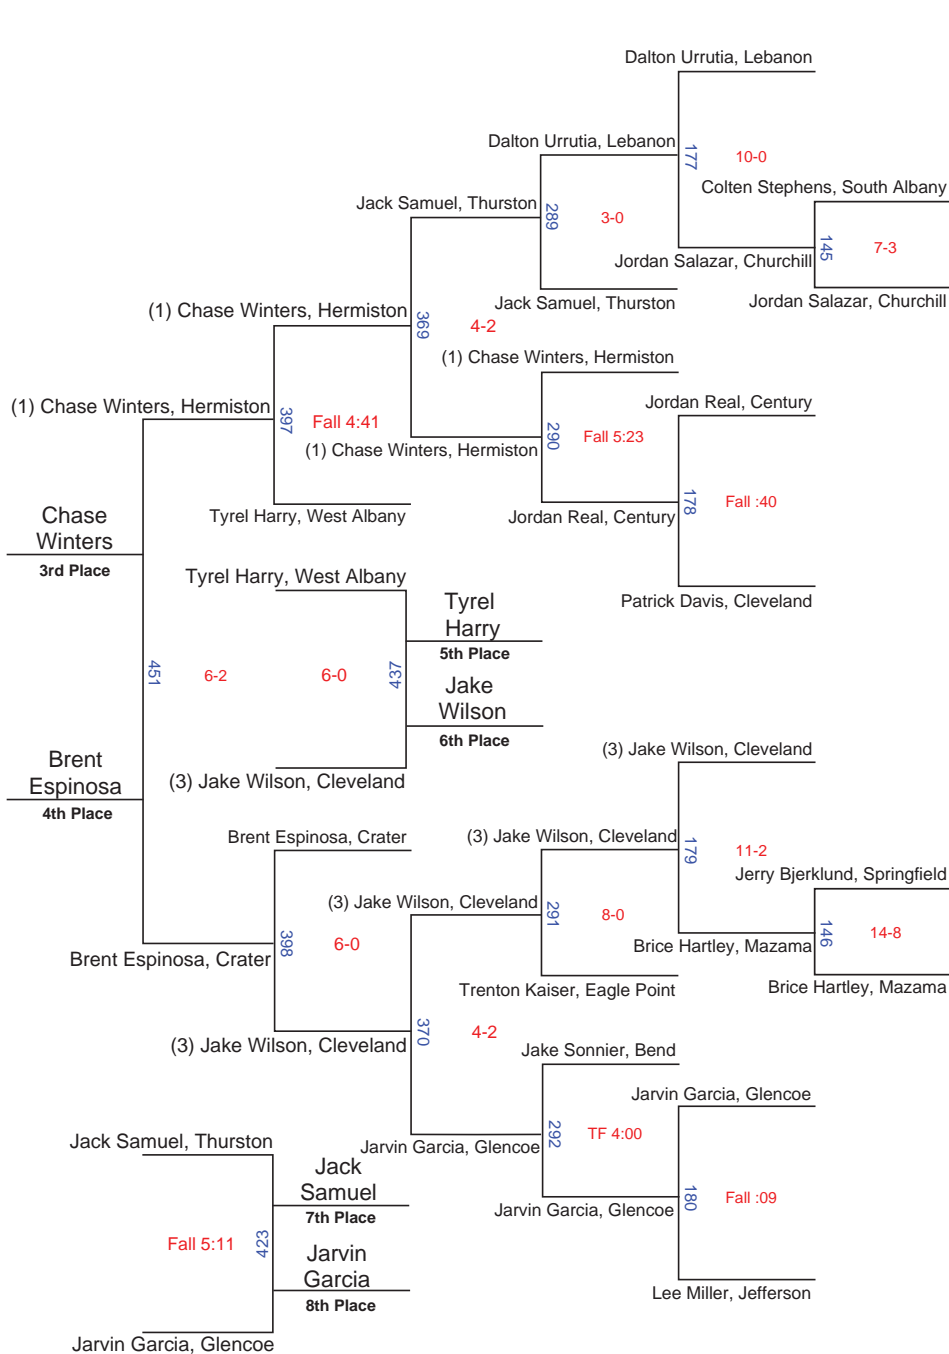 Dalton Urrutia, Lebanon
Dalton Urrutia, Lebanon
177
10-0
Colten Stephens, South Albany
Jack Samuel, Thurston
289
3-0
145
7-3
Jordan Salazar, Churchill
Jack Samuel, Thurston
Jordan Salazar, Churchill
(1) Chase Winters, Hermiston
369
4-2
(1) Chase Winters, Hermiston
(1) Chase Winters, Hermiston
Jordan Real, Century
397
Fall 4:41
(1) Chase Winters, Hermiston
290
Fall 5:23
178
Fall :40
Tyrel Harry, West Albany
Jordan Real, Century
Chase
Winters
3rd Place
Tyrel Harry, West Albany
Patrick Davis, Cleveland
Tyrel
Harry
5th Place
451
6-2
6-0
437
Jake
Wilson
6th Place
(3) Jake Wilson, Cleveland
Brent
Espinosa
4th Place
(3) Jake Wilson, Cleveland
Brent Espinosa, Crater
(3) Jake Wilson, Cleveland
179
11-2
Jerry Bjerklund, Springfield
(3) Jake Wilson, Cleveland
291
8-0
146
14-8
398
6-0
Brice Hartley, Mazama
Brent Espinosa, Crater
Trenton Kaiser, Eagle Point
Brice Hartley, Mazama
(3) Jake Wilson, Cleveland
370
4-2
Jake Sonnier, Bend
Jarvin Garcia, Glencoe
Jack Samuel, Thurston
Jarvin Garcia, Glencoe
292
TF 4:00
Jack
Samuel
7th Place
Jarvin Garcia, Glencoe
180
Fall :09
Fall 5:11
423
Jarvin
Garcia
8th Place
Lee Miller, Jefferson
Jarvin Garcia, Glencoe